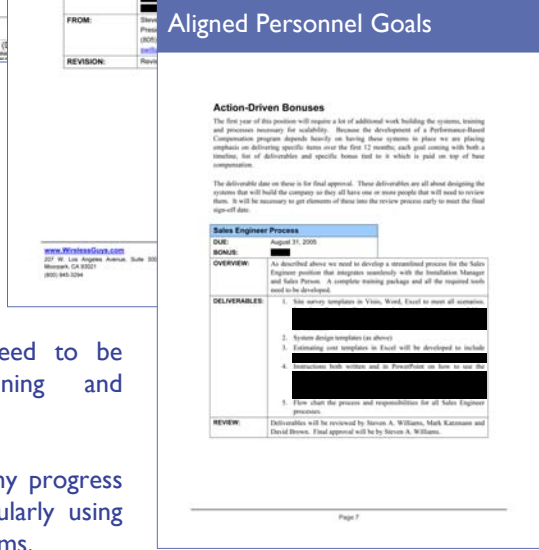 FROM:
REVISION:
www.WirelessGuys.com
207 W. Los Angeles Avenue, Suite 300
Moorpark, CA 93021
(800) 945-3294
eed to be
ning and
ny progress
ularly using
ms.
Aligned Personnel Goals
Action-Driven Bonuses
The first year of this position will require a lot of additional work building the systems, training
and processes necessary for scalability. Because the development of a Performance-Based
Compensation program depends heavily on having these systems in place we are placing
emphasis on delivering specific items over the first 12 months; each goal coming with both a
timeline, list of deliverables and specific bonus tied to it which is paid on top of base
compensation.
The deliverable date on these is for final approval. These deliverables are all about designing the
systems that will build the company so they all have one or more people that will need to review
them. It will be necessary to get elements of these into the review process early to meet the final
sign-off date.
Sales Engineer Process
DUE: August 31, 2005
BONUS:
OVERVIEW: As described above we need to develop a streamlined process for the Sales
Engineer position that integrates seamlessly with the Installation Manager
and Sales Person. A complete training package and all the required tools
need to be developed.
DELIVERABLES: 1. Site survey templates in Visio, Word, Excel to meet all scenarios.
2. System design templates (as above)
3. Estimating cost templates in Excel will be developed to include
4. Instructions both written and in PowerPoint on how to use the
5. Flow chart the process and responsibilities for all Sales Engineer
processes.
REVIEW: Deliverables will be reviewed by Steven A. Williams, Mark Katzmann and
David Brown. Final approval will be by Steven A. Williams.
Page 7